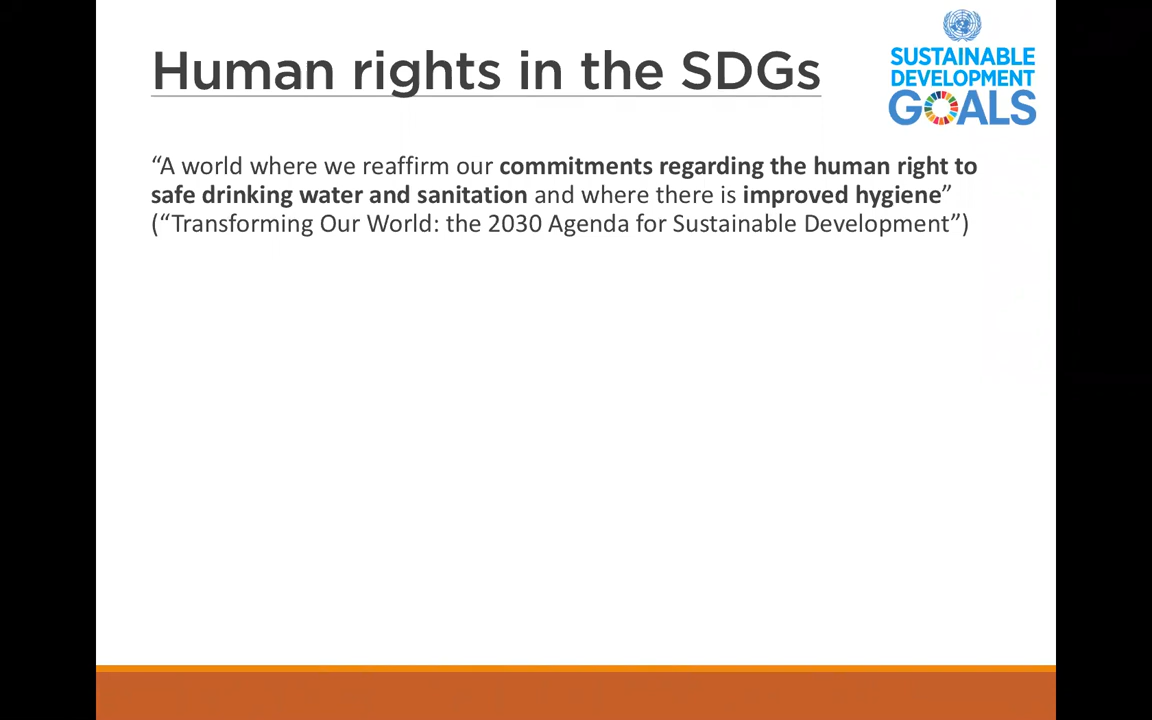 Human rights in the SDGs
SUSTAINABLE
DEVELOPMENT
GOALS
“A world where we reaffirm our commitments regarding the human right to
safe drinking water and sanitation and where there is improved hygiene”
(“Transforming Our World: the 2030 Agenda for Sustainable Development”)